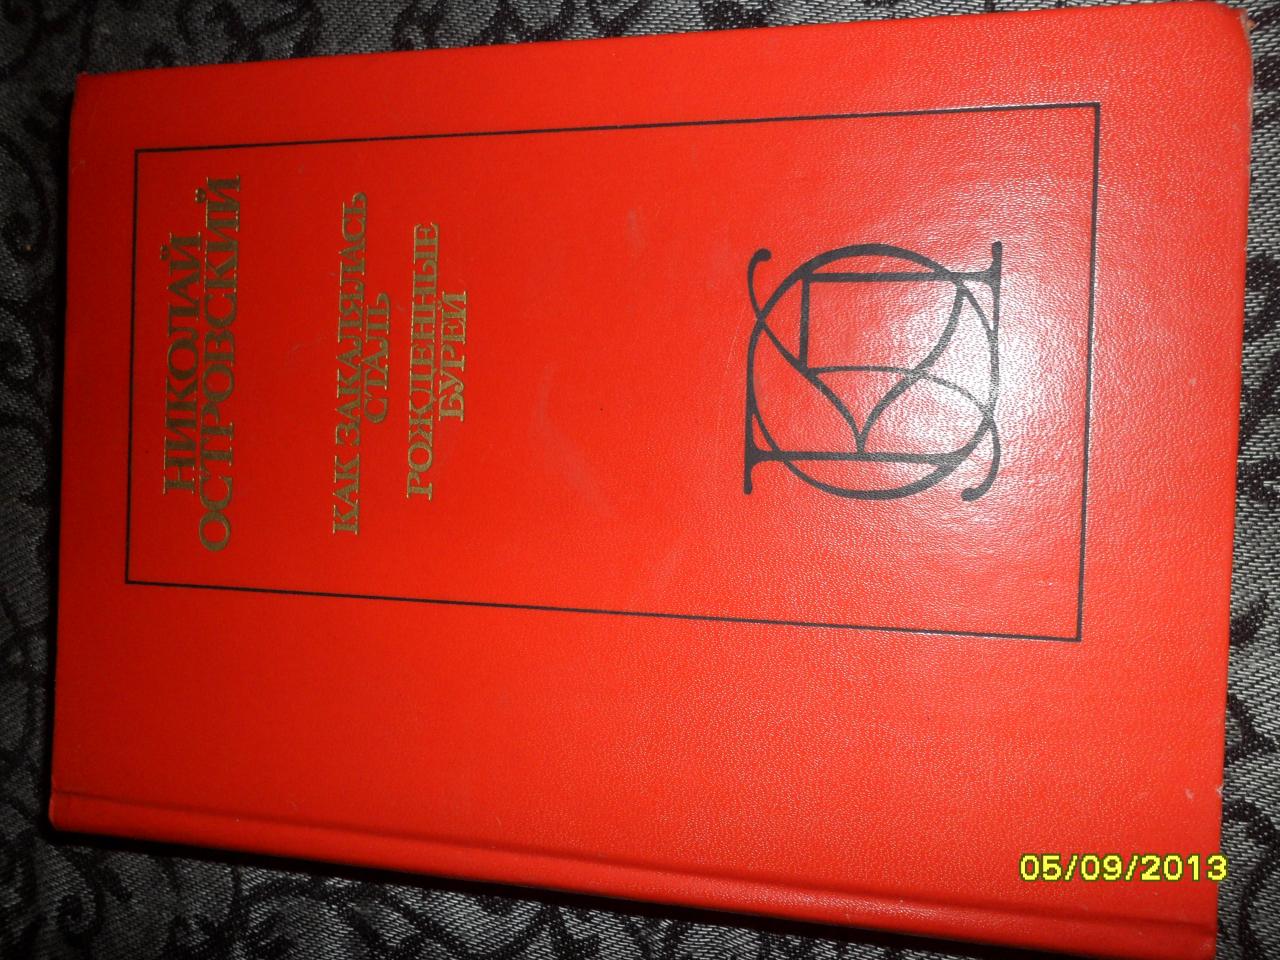 НИКОЛАЙ
ОСТРОВСКИЙ
КАК ЗАКАЛЯЛАСЬ
СТАЛЬ
РОЖДЕННЫЕ
БУРЕЙ
05/09/2013